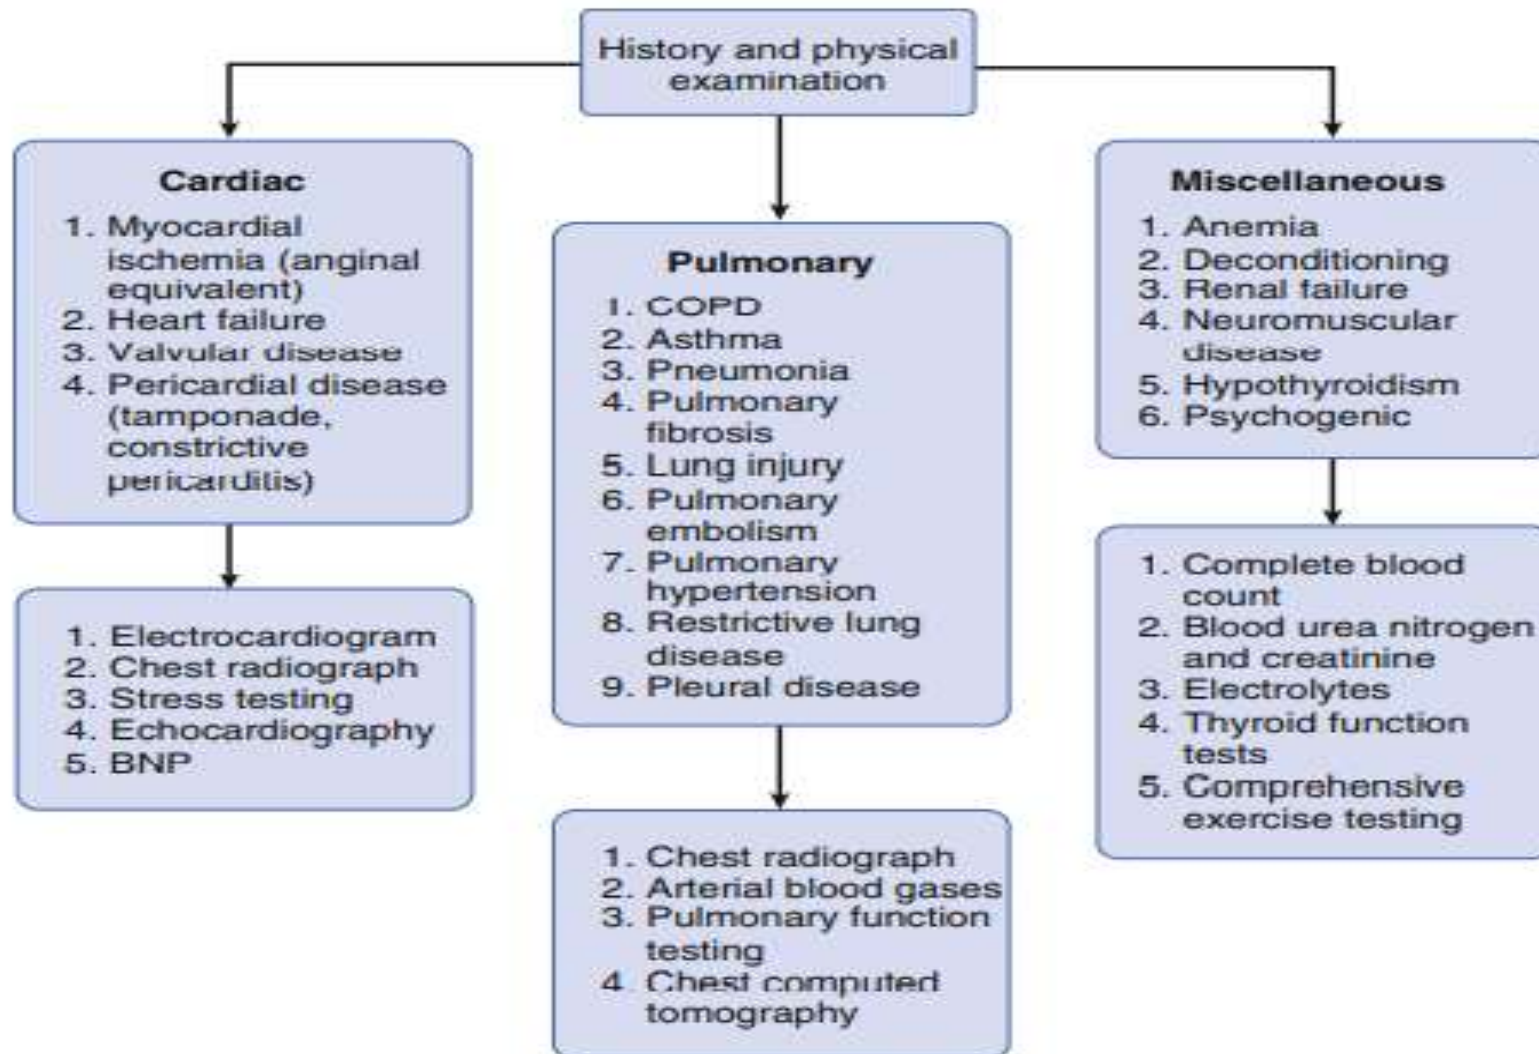 History and physical
examination
Cardiac
1. Myocardial
ischemia (anginal
equivalent)
2. Heart failure
3. Valvular disease
4. Pericardial disease
(tamponade,
constrictive
pericarditis)
1. Electrocardiogram
2. Chest radiograph
3. Stress testing
4. Echocardiography
5. BNP
Pulmonary
1. COPD
2. Asthma
3. Pneumonia
4. Pulmonary
fibrosis
5. Lung injury
6. Pulmonary
embolism
7. Pulmonary
hypertension
8. Restrictive lung
disease
9. Pleural disease
1. Chest radiograph
2. Arterial blood gases
3. Pulmonary function
testing
4. Chest computed
tomography
Miscellaneous
1. Anemia
2. Deconditioning
3. Renal failure
4. Neuromuscular
disease
5. Hypothyroidism
6. Psychogenic
1. Complete blood
count
2. Blood urea nitrogen
and creatinine
3. Electrolytes
4. Thyroid function
tests
5. Comprehensive
exercise testing